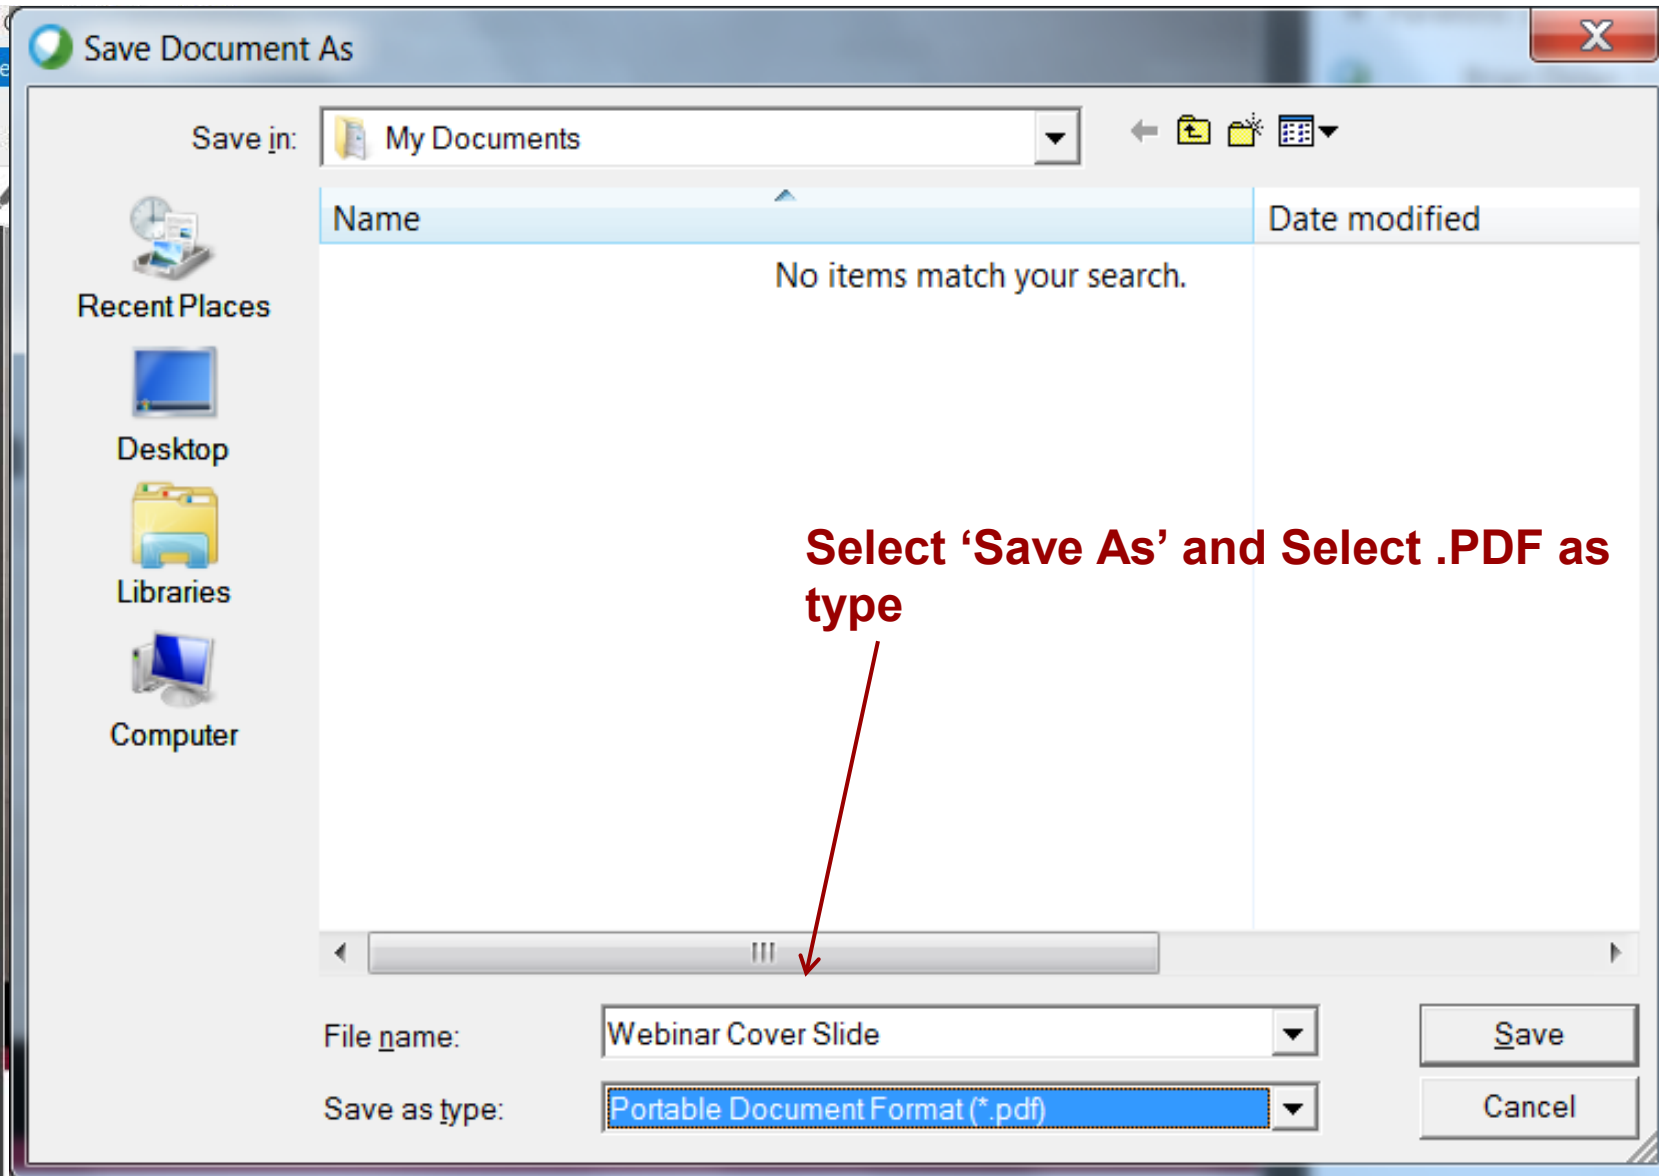 Save Document As
Save in:
My Documents
Name
Date modified
No items match your search.
Recent Places
Desktop
Libraries
Computer
Select ‘Save As’ and Select .PDF as
type
File name:
Webinar Cover Slide
Save
Save as type:
Portable Document Format (*.pdf)
Cancel